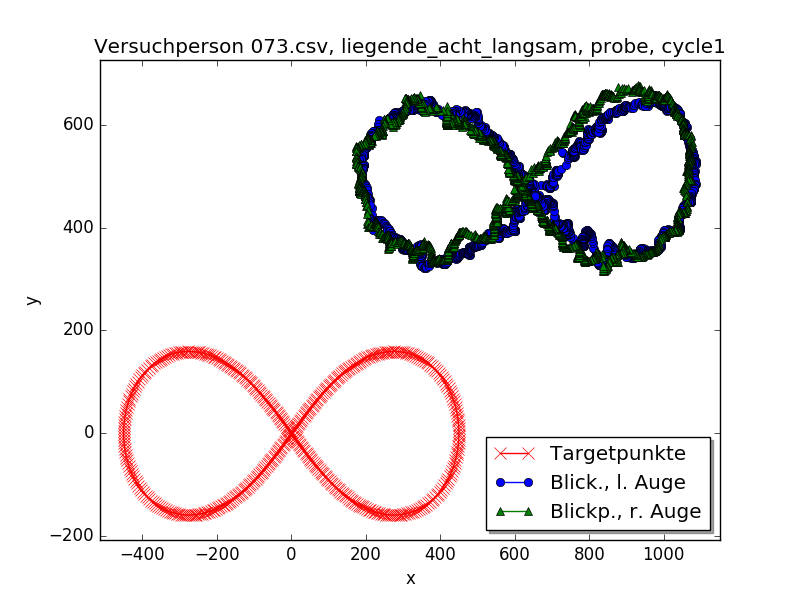 Versuchperson 073.csv, liegende_acht_langsam, probe, cycle1
600
400
200
0
−200
y
−400
−200
0
200
400
600
800
1000
x
Targetpunkte
Blick., l. Auge
Blickp., r. Auge